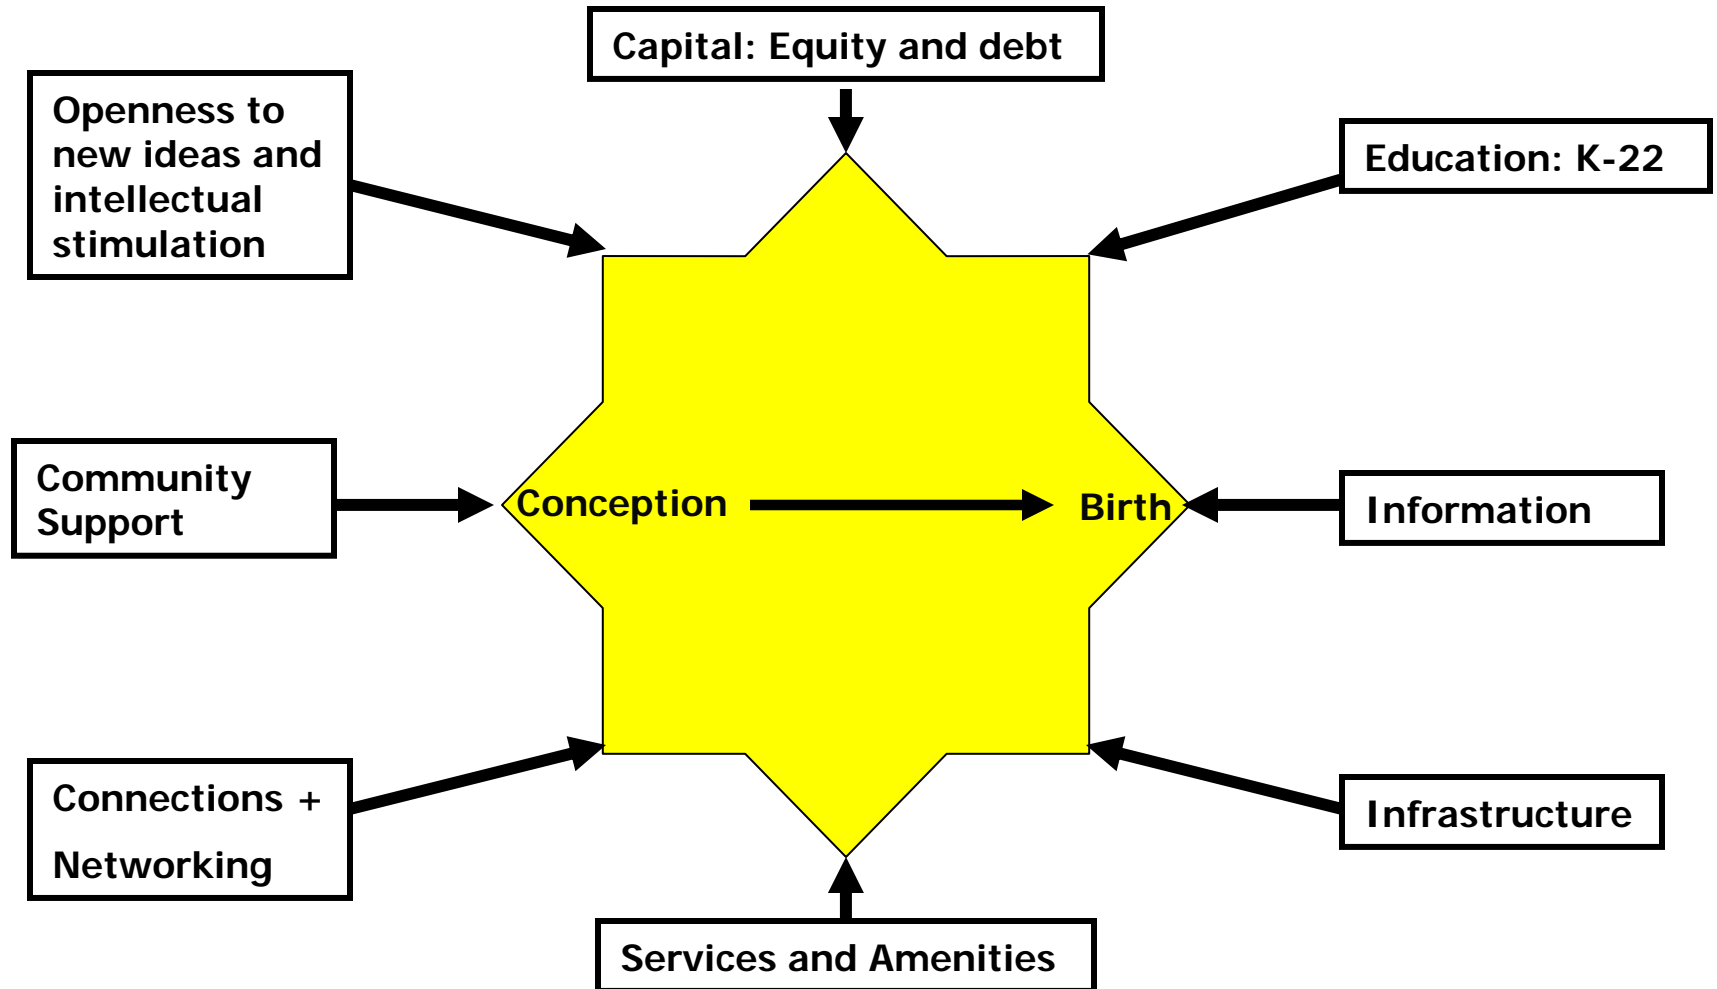 Capital: Equity and debt
Openness to
new ideas and
intellectual
stimulation
Education: K-22
Community
Support
Conception
Birth
Information
Connections +
Networking
Infrastructure
Services and Amenities